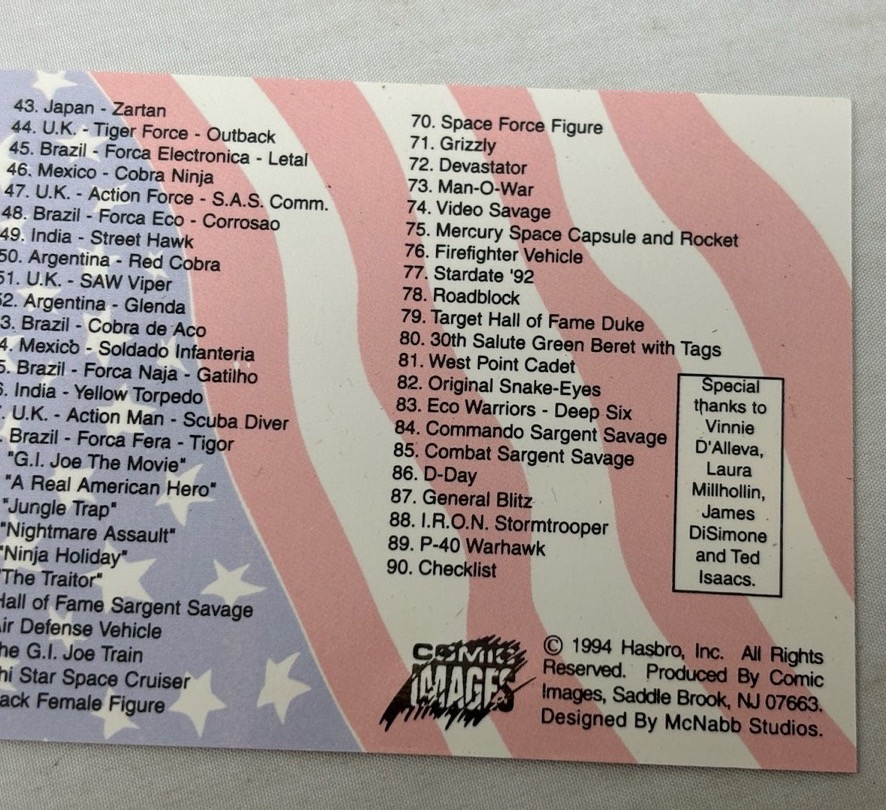 43. Japan - Zartan
44. U.K. - Tiger Force - Outback
45. Brazil - Forca Electronica - Letal
46. Mexico - Cobra Ninja
47. U.K. - Action Force - S.A.S. Comm.
48. Brazil - Forca Eco - Corrosao
49. India - Street Hawk
50. Argentina - Red Cobra
51. U.K. - SAW Viper
2. Argentina - Glenda
3. Brazil - Cobra de Aco
4. Mexico - Soldado Infanteria
5. Brazil - Forca Naja - Gatilho
6. India - Yellow Torpedo
. U.K. - Action Man - Scuba Diver
. Brazil - Forca Fera - Tigor
"G.I. Joe The Movie"
"A Real American Hero"
"Jungle Trap"
"Nightmare Assault"
"Ninja Holiday"
"The Traitor"
Hall of Fame Sargent Savage
ir Defense Vehicle
he G.I. Joe Train
hi Star Space Cruiser
ack Female Figure
70. Space Force Figure
71. Grizzly
72. Devastator
73. Man-O-War
74. Video Savage
75. Mercury Space Capsule and Rocket
76. Firefighter Vehicle
77. Stardate '92
78. Roadblock
79. Target Hall of Fame Duke
80. 30th Salute Green Beret with Tags
81. West Point Cadet
82. Original Snake-Eyes
83. Eco Warriors - Deep Six
84. Commando Sargent Savage
85. Combat Sargent Savage
86. D-Day
87. General Blitz
88. I.R.O.N. Stormtrooper
89. P-40 Warhawk
90. Checklist
Special
thanks to
Vinnie
D'Alleva,
Laura
Millhollin,
James
DiSimone
and Ted
Isaacs.
COMIC
IMAGES
© 1994 Hasbro, Inc. All Rights
Reserved. Produced By Comic
Images, Saddle Brook, NJ 07663.
Designed By McNabb Studios.